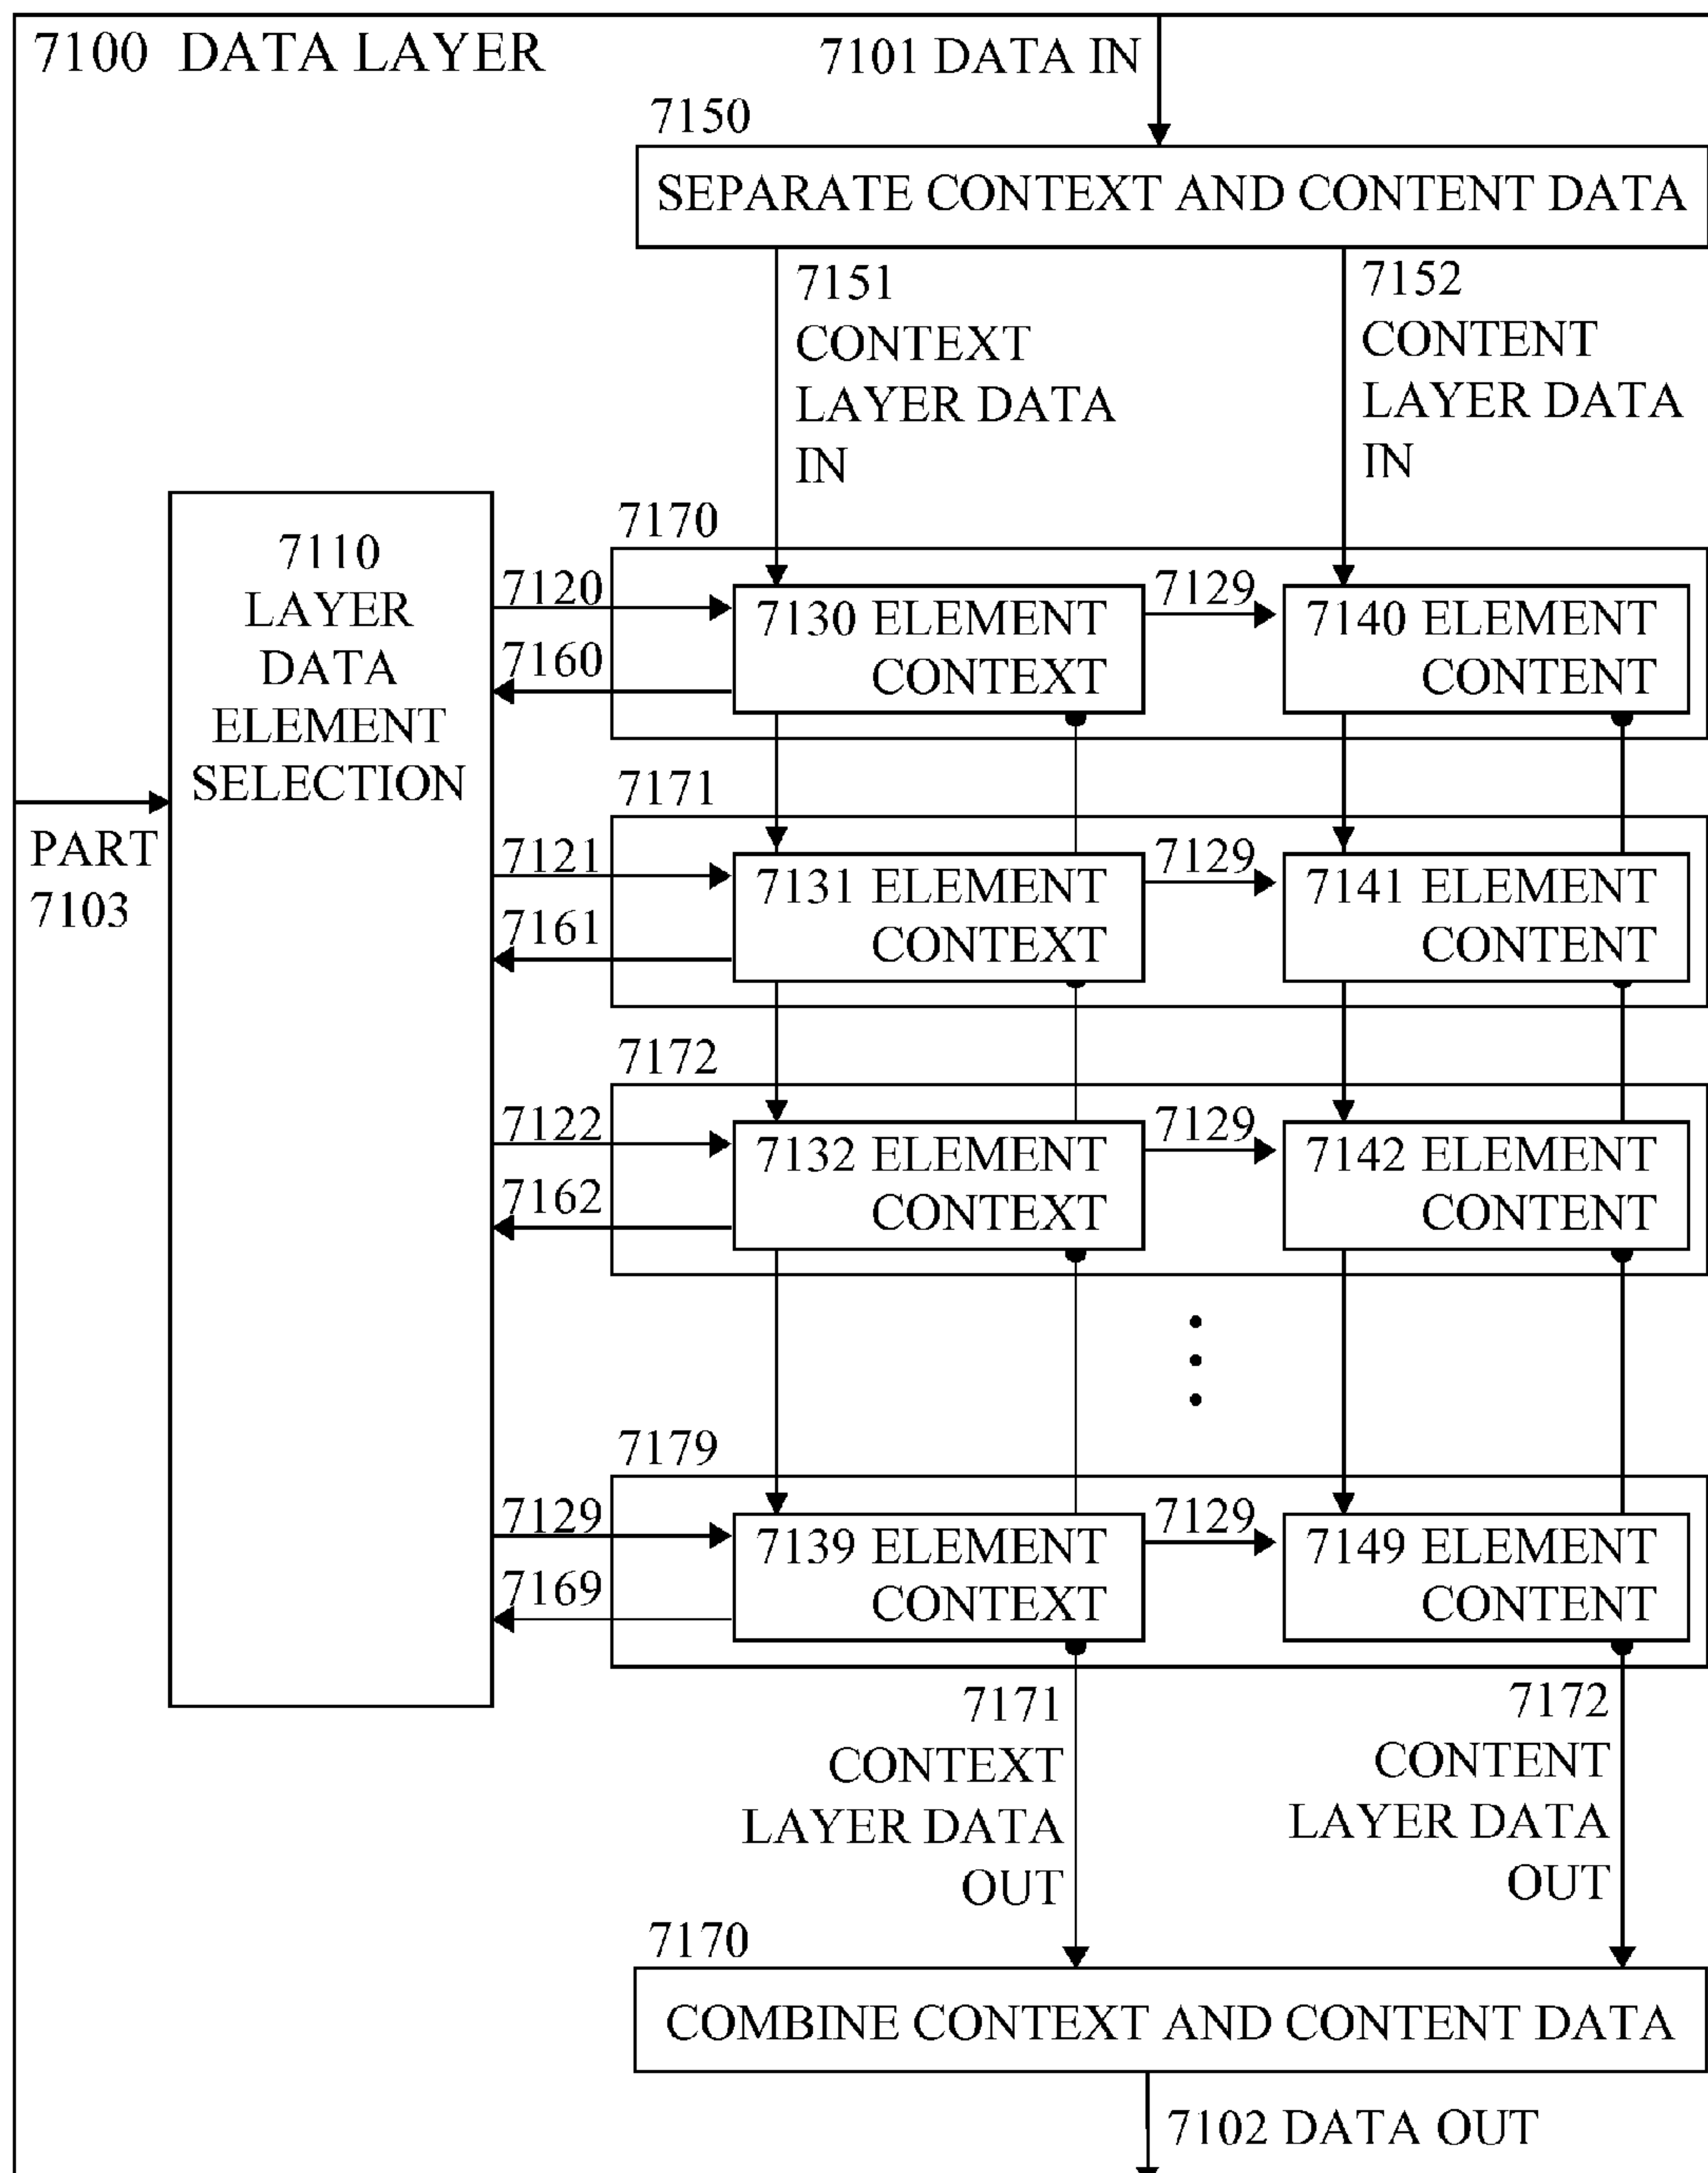 7100 DATA LAYER
7101 DATA IN
7150
SEPARATE CONTEXT AND CONTENT DATA
7151
CONTEXT
LAYER DATA
IN
7152
CONTENT
LAYER DATA
IN
7110
LAYER
DATA
ELEMENT
SELECTION
PART
7103
7170
7120
7160
7130 ELEMENT
CONTEXT
7129
7140 ELEMENT
CONTENT
7171
7121
7161
7131 ELEMENT
CONTEXT
7129
7141 ELEMENT
CONTENT
7172
7122
7162
7132 ELEMENT
CONTEXT
7129
7142 ELEMENT
CONTENT
7179
7129
7169
7139 ELEMENT
CONTEXT
7129
7149 ELEMENT
CONTENT
7171
CONTEXT
LAYER DATA
OUT
7172
CONTENT
LAYER DATA
OUT
7170
COMBINE CONTEXT AND CONTENT DATA
7102 DATA OUT